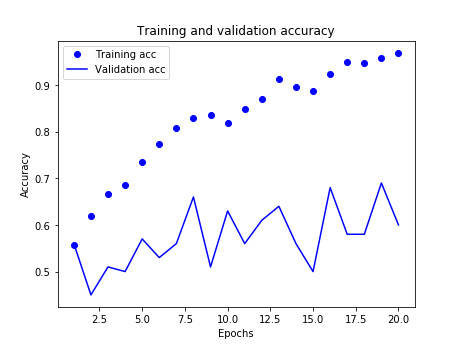 Training and validation accuracy
Training acc
Validation acc
0.9
0.8
0.7
0.6
0.5
Accuracy
2.5 5.0 7.5 10.0 12.5 15.0 17.5 20.0
Epochs